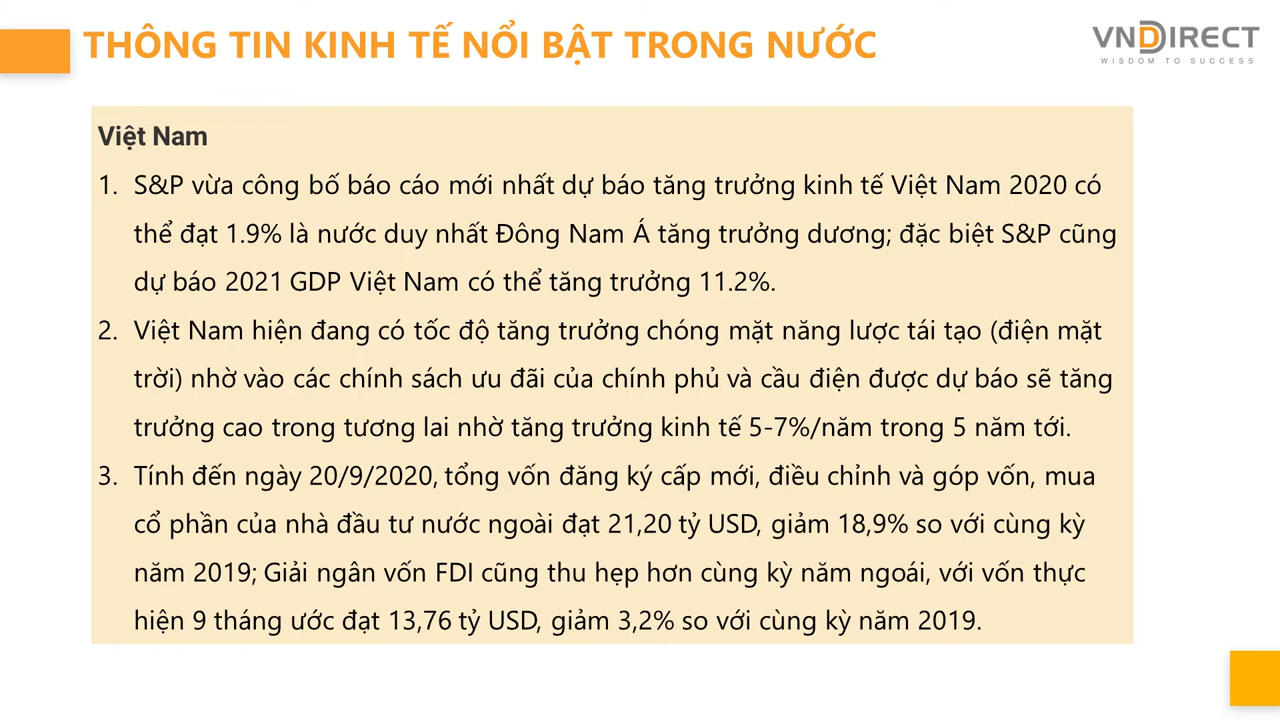 THÔNG TIN KINH TẾ NỔI BẬT TRONG NƯỚC
VNDIRECT
WISDOM TO SUCCESS
Việt Nam
1. S&P vừa công bố báo cáo mới nhất dự báo tăng trưởng kinh tế Việt Nam 2020 có
thể đạt 1.9% là nước duy nhất Đông Nam Á tăng trưởng dương; đặc biệt S&P cũng
dự báo 2021 GDP Việt Nam có thể tăng trưởng 11.2%.
2. Việt Nam hiện đang có tốc độ tăng trưởng chóng mặt năng lược tái tạo (điện mặt
trời) nhờ vào các chính sách ưu đãi của chính phủ và cầu điện được dự báo sẽ tăng
trưởng cao trong tương lai nhờ tăng trưởng kinh tế 5-7%/năm trong 5 năm tới.
3. Tính đến ngày 20/9/2020, tổng vốn đăng ký cấp mới, điều chỉnh và góp vốn, mua
cổ phần của nhà đầu tư nước ngoài đạt 21,20 tỷ USD, giảm 18,9% so với cùng kỳ
năm 2019; Giải ngân vốn FDI cũng thu hẹp hơn cùng kỳ năm ngoái, với vốn thực
hiện 9 tháng ước đạt 13,76 tỷ USD, giảm 3,2% so với cùng kỳ năm 2019.